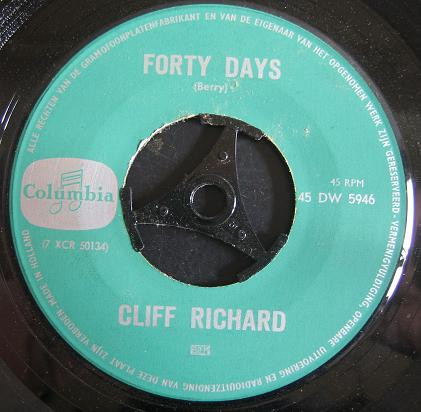 FORTY DAYS
(Berry)
Columbia
45 RPM
45 DW 5946
(7 XCR 50134)
CLIFF RICHARD
ALLE RECHTEN VAN DE GRAMOFOONPLATENFABRIKANT EN VAN DE EIGENAAR VAN HET OPGENOMEN WERK ZIJN GERESERVEERD - VERMENIGVULDIGING, OPENBARE UITVOERING EN RADIOUITZENDING VAN DEZE PLAAT ZIJN VERBODEN - MADE IN HOLLAND